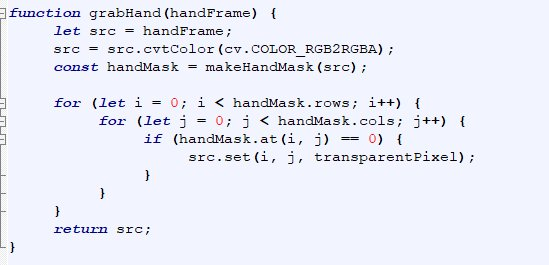 function grabHand(handFrame) {
    let src = handFrame;
    src = src.cvtColor(cv.COLOR_RGB2RGBA);
    const handMask = makeHandMask(src);

    for (let i = 0; i < handMask.rows; i++) {
        for (let j = 0; j < handMask.cols; j++) {
            if (handMask.at(i, j) == 0) {
                src.set(i, j, transparentPixel);
            }
        }
    }
    return src;
}